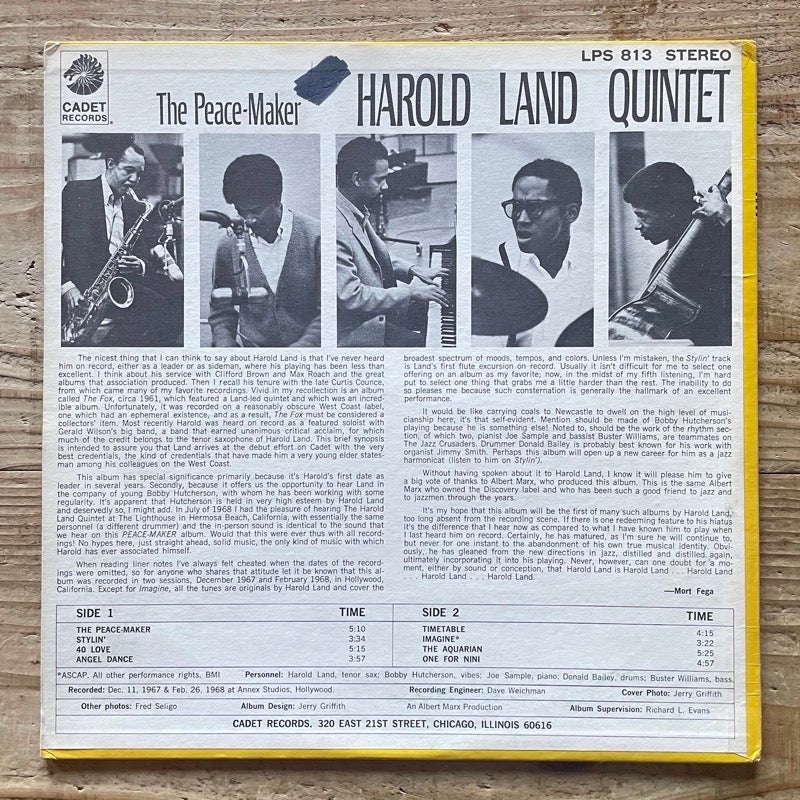 LPS 813 STEREO
CADET
RECORDS®
The Peace-Maker HAROLD LAND QUINTET
The nicest thing that I can think to say about Harold Land is that I've never heard
him on record, either as a leader or as sideman, where his playing has been less than
excellent. I think about his service with Clifford Brown and Max Roach and the great
albums that association produced. Then I recall his tenure with the late Curtis Counce,
from which came many of my favorite recordings. Vivid in my recollection is an album
called The Fox, circa 1961, which featured a Land-led quintet and which was an incred-
ible album. Unfortunately, it was recorded on a reasonably obscure West Coast label,
one which had an ephemeral existence, and as a result, The Fox must be considered a
collectors' item. Most recently Harold was heard on record as a featured soloist with
Gerald Wilson's big band, a band that earned unanimous critical acclaim, for which
much of the credit belongs to the tenor saxophone of Harold Land. This brief synopsis
is intended to assure you that Land arrives at the debut effort on Cadet with the very
best credentials, the kind of credentials that have made him a very young elder states-
man among his colleagues on the West Coast.
This album has special significance primarily because it's Harold's first date as
leader in several years. Secondly, because it offers us the opportunity to hear Land in
the company of young Bobby Hutcherson, with whom he has been working with some
regularity. It's apparent that Hutcherson is held in very high esteem by Harold Land
and deservedly so, I might add. In July of 1968 I had the pleasure of hearing The Harold
Land Quintet at The Lighthouse in Hermosa Beach, California, with essentially the same
personnel (a different drummer) and the in-person sound is identical to the sound that
we hear on this PEACE-MAKER album. Would that this were ever thus with all record-
ings! No hypes here, just straight ahead, solid music, the only kind of music with which
Harold has ever associated himself.
When reading liner notes I've always felt cheated when the dates of the record-
ings were omitted, so for anyone who shares that attitude let it be known that this al-
bum was recorded in two sessions, December 1967 and February 1968, in Hollywood,
California. Except for Imagine, all the tunes are originals by Harold Land and cover the
broadest spectrum of moods, tempos, and colors. Unless I'm mistaken, the Stylin' track
is Land's first flute excursion on record. Usually it isn't difficult for me to select one
offering on an album as my favorite; now, in the midst of my fifth listening, I'm hard
put to select one thing that grabs me a little harder than the rest. The inability to do
so pleases me because such consternation is generally the hallmark of an excellent
performance.
It would be like carrying coals to Newcastle to dwell on the high level of musi-
cianship here, it's that self-evident. Mention should be made of Bobby Hutcherson's
playing because he is something else! Noted to, should be the work of the rhythm sec-
tion, of which two, pianist Joe Sample and bassist Buster Williams, are teammates on
The Jazz Crusaders. Drummer Donald Bailey is probably best known for his work with
organist Jimmy Smith. Perhaps this album will open up a new career for him as a jazz
harmonicat (listen to him on Stylin').
Without having spoken about it to Harold Land, I know it will please him to give
a big vote of thanks to Albert Marx, who produced this album. This is the same Albert
Marx who owned the Discovery label and who has been such a good friend to jazz and
to jazzmen through the years.
It's my hope that this album will be the first of many such albums by Harold Land,
too long absent from the recording scene. If there is one redeeming feature to his hiatus
it's the difference that I hear now as compared to what I have known him to play when
I last heard him on record. Certainly, he has matured, as I'm sure he will continue to,
but never for one instant to the abandonment of his own true musical identity. Obvi-
ously, he has gleaned from the new directions in jazz, distilled and distilled again,
ultimately incorporating it into his playing. Never, however, can one doubt for a mo-
ment, either by sound or conception, that Harold Land is Harold Land . . . Harold Land
. . . Harold Land . . . Harold Land.
—Mort Fega
SIDE 1 TIME
THE PEACE-MAKER 5:10
STYLIN' 3:34
40 LOVE 5:15
ANGEL DANCE 3:57
SIDE 2 TIME
TIMETABLE 4:15
IMAGINE* 3:22
THE AQUARIAN 5:25
ONE FOR NINI 4:57
*ASCAP. All other performance rights, BMI Personnel: Harold Land, tenor sax; Bobby Hutcherson, vibes; Joe Sample, piano; Donald Bailey, drums; Buster Williams, bass.
Recorded: Dec. 11, 1967 & Feb. 26, 1968 at Annex Studios, Hollywood. Recording Engineer: Dave Weichman Cover Photo: Jerry Griffith
Other photos: Fred Seligo Album Design: Jerry Griffith An Albert Marx Production Album Supervision: Richard L. Evans
CADET RECORDS, 320 EAST 21ST STREET, CHICAGO, ILLINOIS 60616